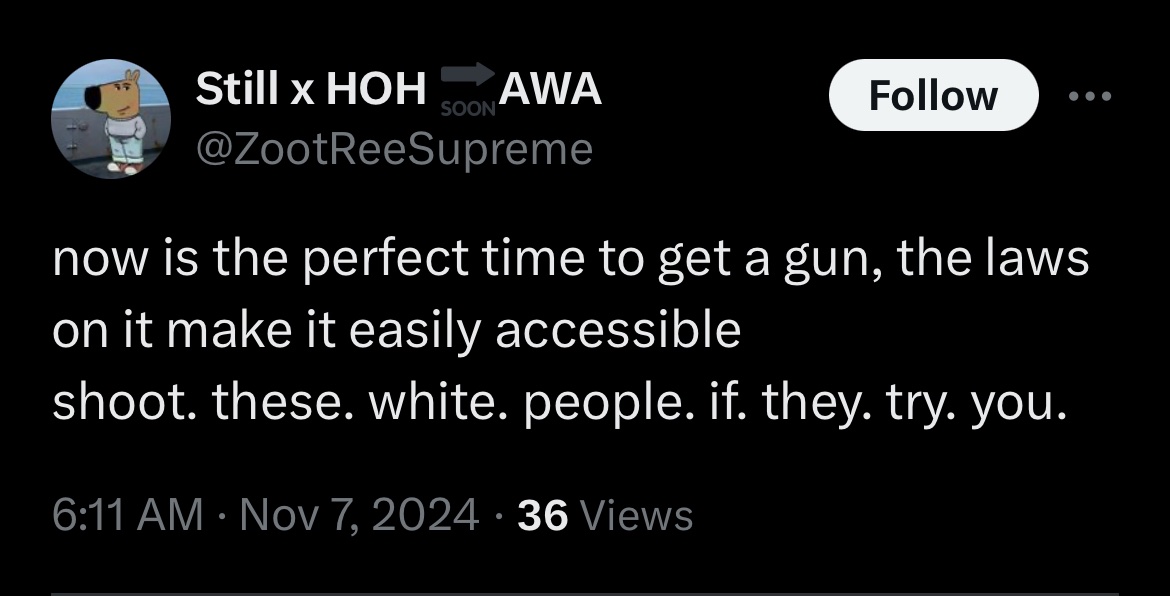 Still x HOH 🔜AWA
Follow
@ZootReeSupreme
now is the perfect time to get a gun, the laws
on it make it easily accessible
shoot. these. white. people. if. they. try. you.
6:11 AM · Nov 7, 2024 · 36 Views